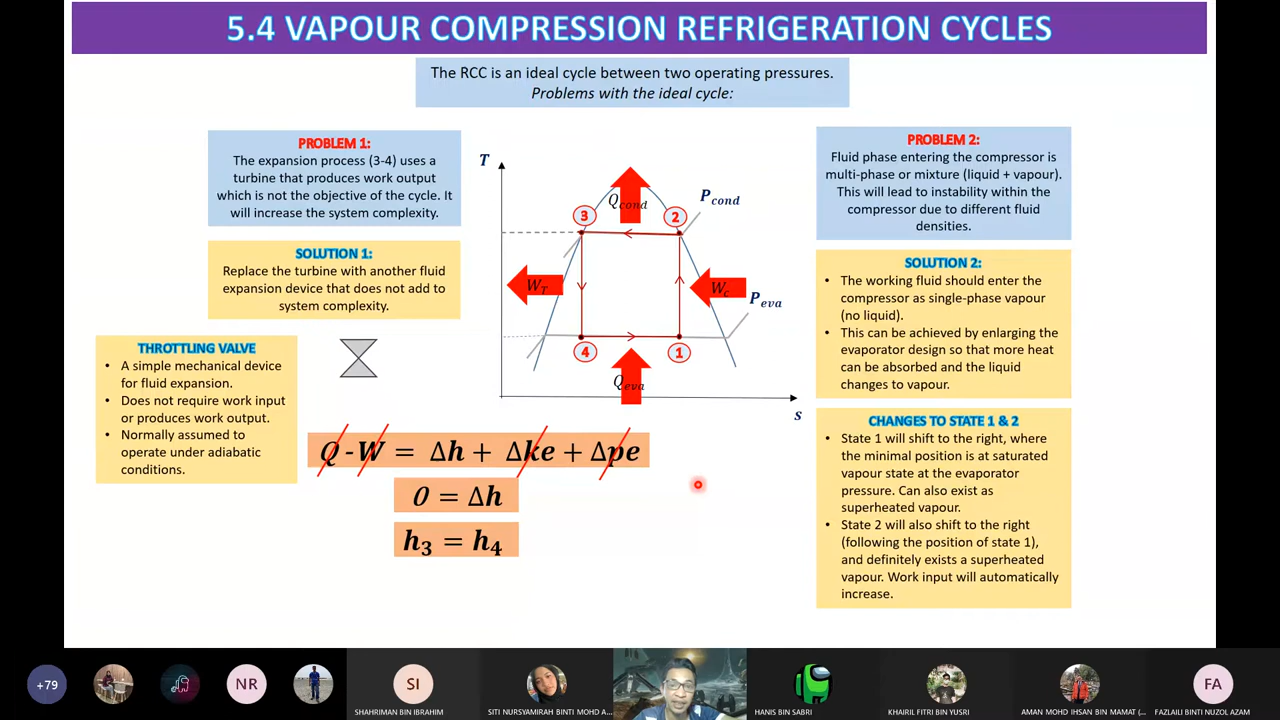 5.4 VAPOUR COMPRESSION REFRIGERATION CYCLES
The RCC is an ideal cycle between two operating pressures.
Problems with the ideal cycle:
PROBLEM 1:
The expansion process (3-4) uses a
turbine that produces work output
which is not the objective of the cycle. It
will increase the system complexity.
SOLUTION 1:
Replace the turbine with another fluid
expansion device that does not add to
system complexity.
THROTTLING VALVE
• A simple mechanical device
for fluid expansion.
• Does not require work input
or produces work output.
• Normally assumed to
operate under adiabatic
conditions.
T
Q_cond
P_cond
3
2
W_T
W_c
P_eva
4
1
Q_eva
s
Q - W = Δh + Δke + Δpe
0 = Δh
h₃ = h₄
PROBLEM 2:
Fluid phase entering the compressor is
multi-phase or mixture (liquid + vapour).
This will lead to instability within the
compressor due to different fluid
densities.
SOLUTION 2:
• The working fluid should enter the
compressor as single-phase vapour
(no liquid).
• This can be achieved by enlarging the
evaporator design so that more heat
can be absorbed and the liquid
changes to vapour.
CHANGES TO STATE 1 & 2
• State 1 will shift to the right, where
the minimal position is at saturated
vapour state at the evaporator
pressure. Can also exist as
superheated vapour.
• State 2 will also shift to the right
(following the position of state 1),
and definitely exists a superheated
vapour. Work input will automatically
increase.
+79
NR
SI
FA
SHAHRIMAN BIN IBRAHIM
SITI NURSYAMIRAH BINTI MOHD A...
HANIS BIN SABRI
KHAIRIL FITRI BIN YUSRI
AMAN MOHD IHSAN BIN MAMAT (...
FAZLAILI BINTI NUZOL AZAM